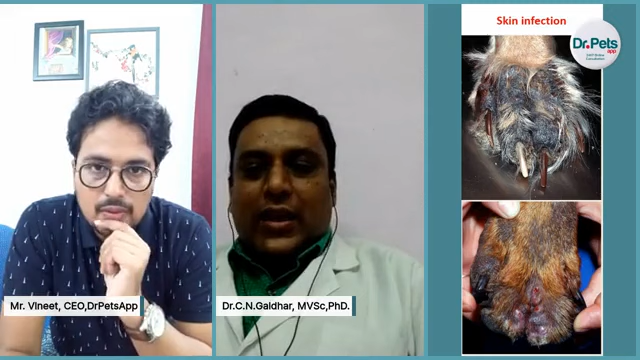 Skin infection
Dr.Pets
app
Mr. Vineet, CEO,DrPetsApp
Dr.C.N.Galdhar, MVSc,PhD.